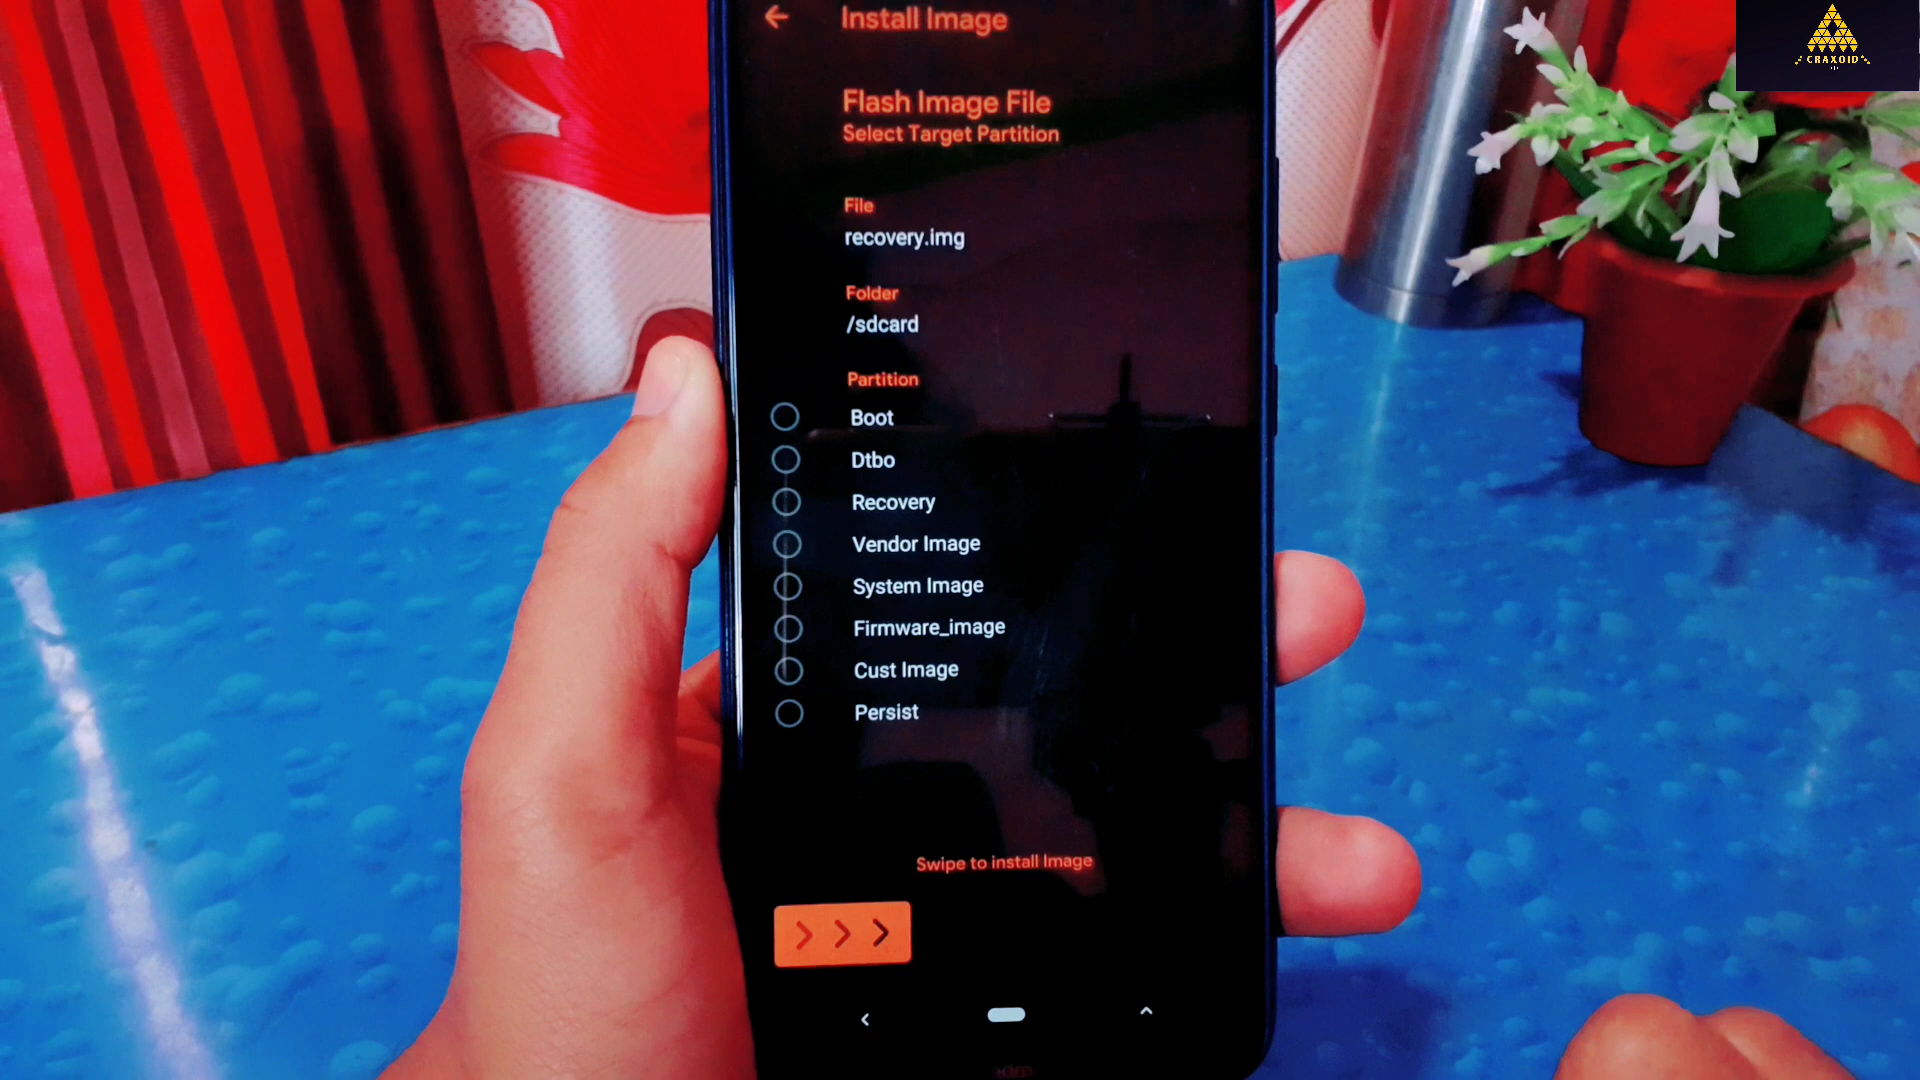 Install Image
CRAXOID
Flash Image File
Select Target Partition
File
recovery.img
Folder
/sdcard
Partition
Boot
Dtbo
Recovery
Vendor Image
System Image
Firmware_image
Cust Image
Persist
Swipe to install Image